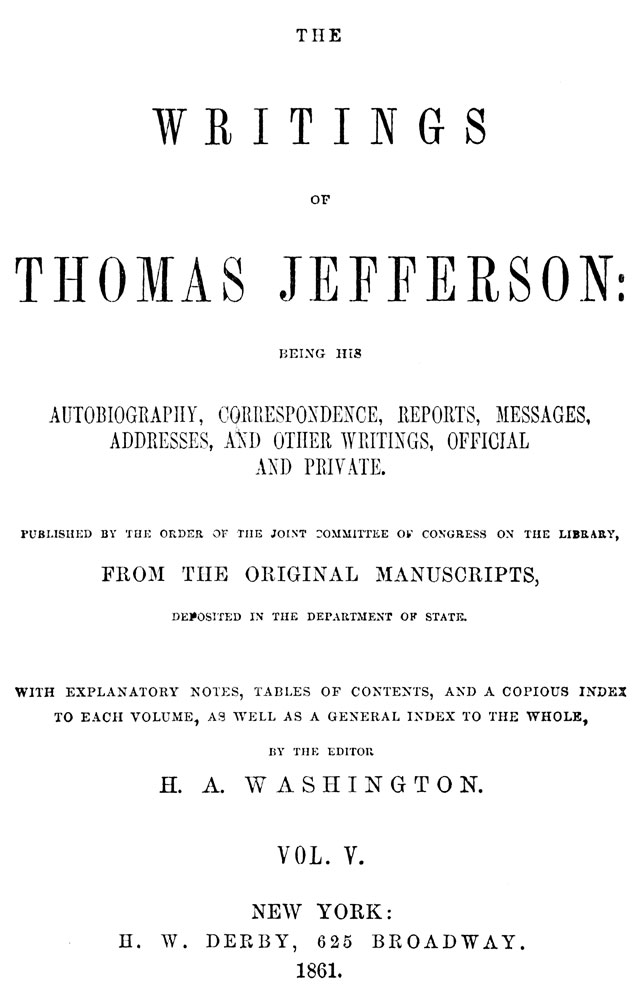 THE
WRITINGS
OF
THOMAS JEFFERSON:
BEING HIS
AUTOBIOGRAPHY, CORRESPONDENCE, REPORTS, MESSAGES,
ADDRESSES, AND OTHER WRITINGS, OFFICIAL
AND PRIVATE.
PUBLISHED BY THE ORDER OF THE JOINT COMMITTEE OF CONGRESS ON THE LIBRARY,
FROM THE ORIGINAL MANUSCRIPTS,
DEPOSITED IN THE DEPARTMENT OF STATE.
WITH EXPLANATORY NOTES, TABLES OF CONTENTS, AND A COPIOUS INDEX
TO EACH VOLUME, AS WELL AS A GENERAL INDEX TO THE WHOLE,
BY THE EDITOR
H. A. WASHINGTON.
VOL. V.
NEW YORK:
H. W. DERBY, 625 BROADWAY.
1861.